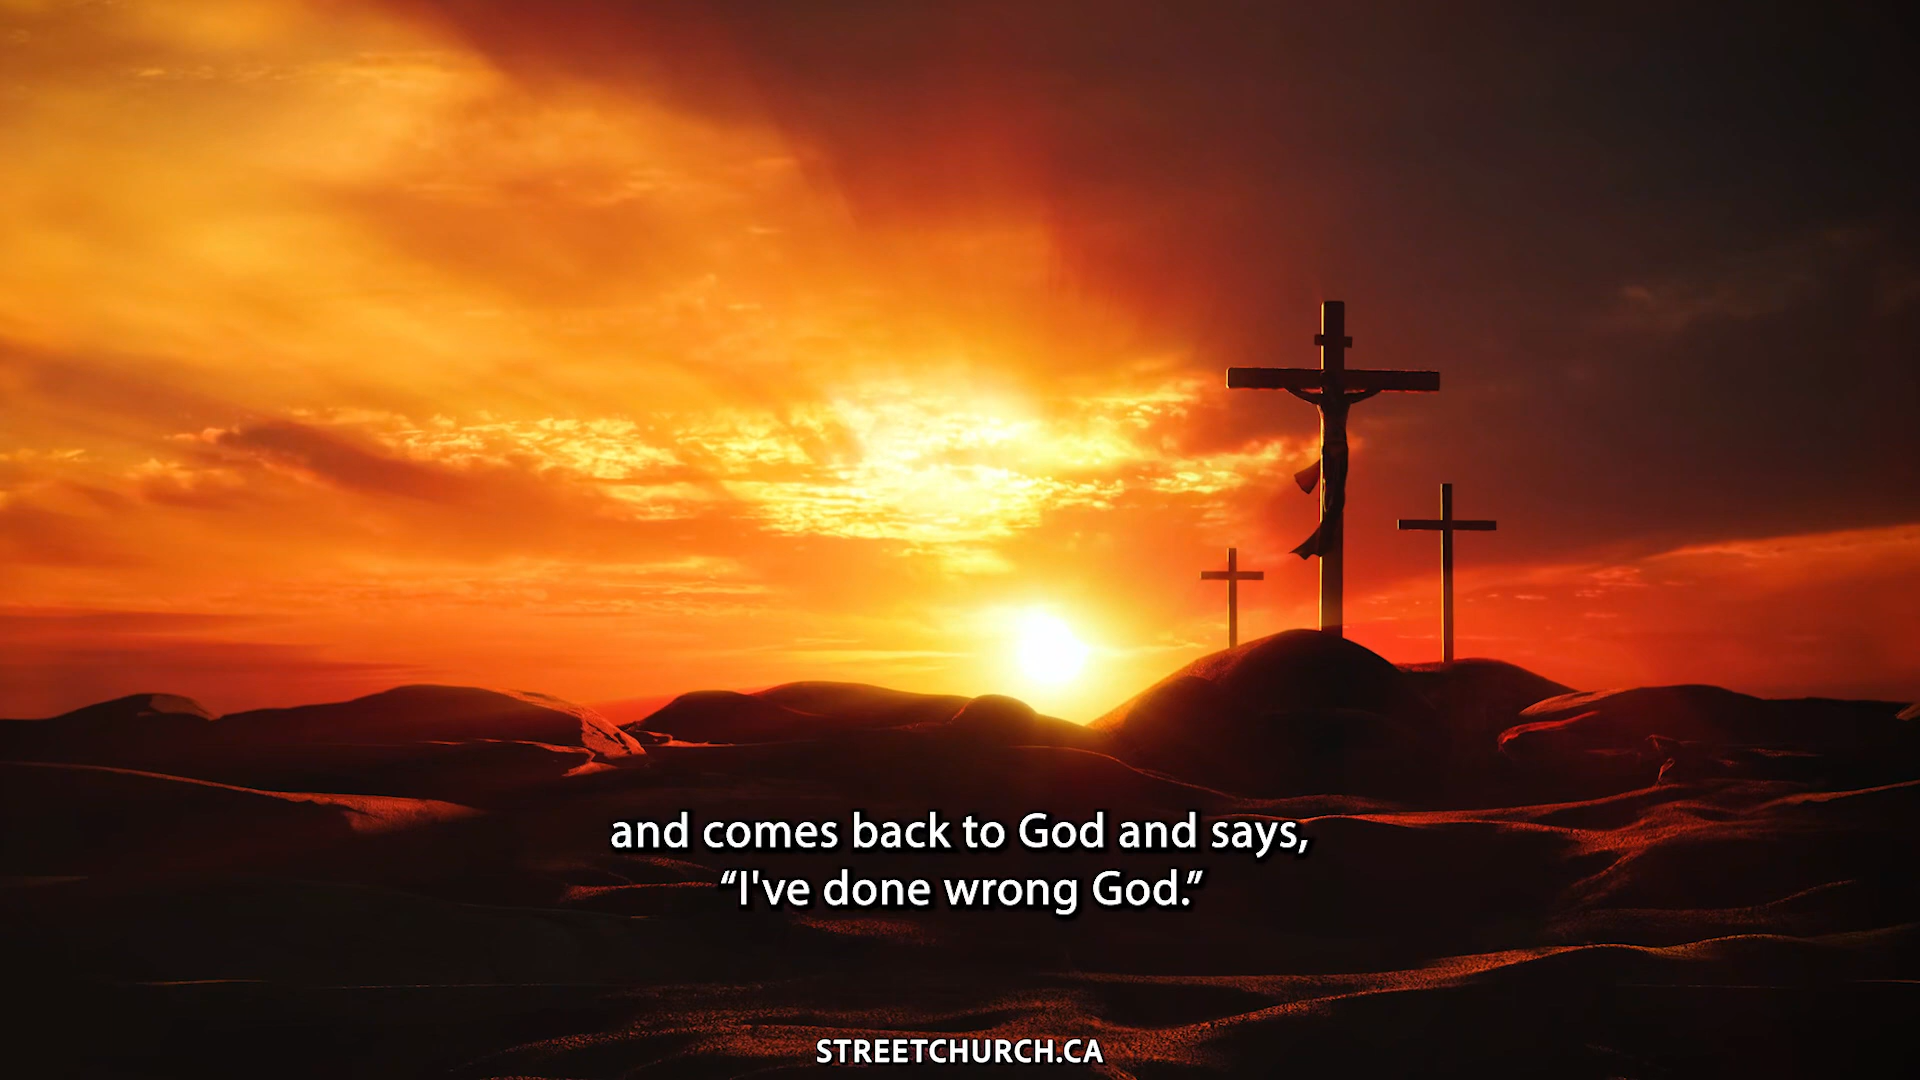 and comes back to God and says,
“I've done wrong God.”
STREETCHURCH.CA